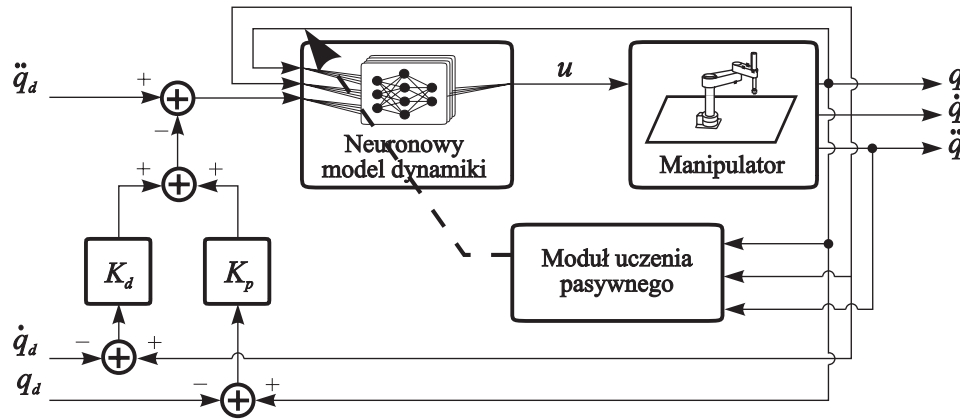 q̈d
+
−
+
+
Kd
Kp
q̇d
−
+
qd
−
+
Neuronowy
model dynamiki
u
Manipulator
q
q̇
q̈
Moduł uczenia
pasywnego